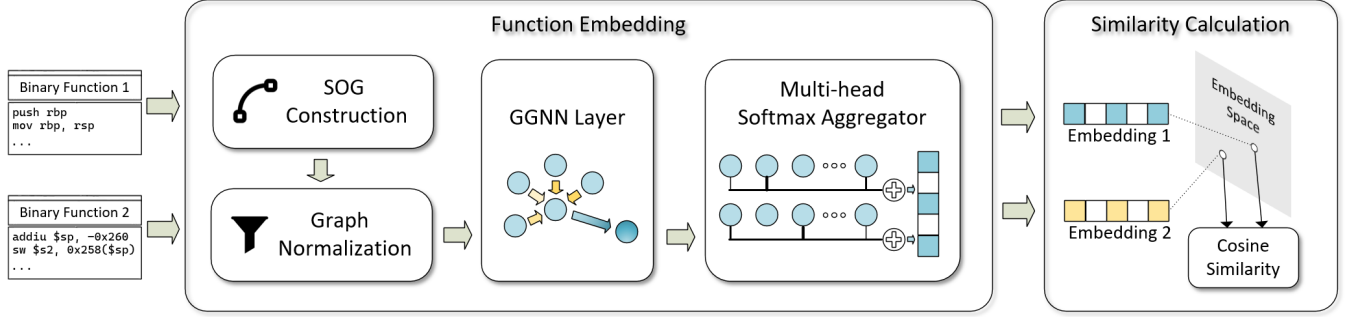 Function Embedding
Similarity Calculation
Binary Function 1
push rbp
mov rbp, rsp
...
Binary Function 2
addiu $sp, -0x260
sw $s2, 0x258($sp)
...
SOG
Construction
Graph
Normalization
GGNN Layer
Multi-head
Softmax Aggregator
Embedding 1
Embedding 2
Embedding
Space
Cosine
Similarity